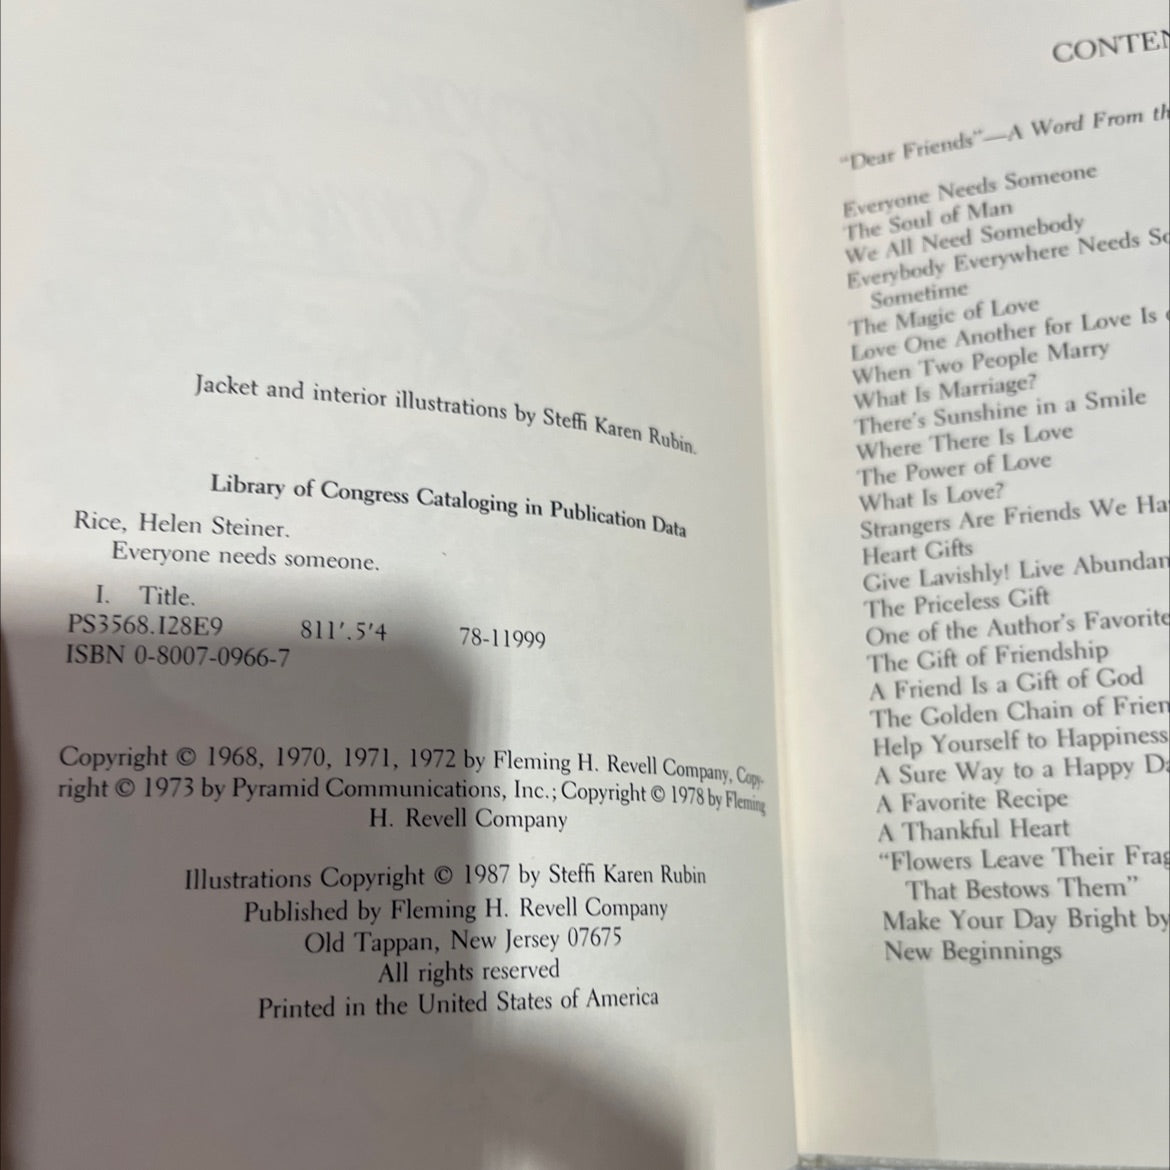 Jacket and interior illustrations by Steffi Karen Rubin.
Library of Congress Cataloging in Publication Data
Rice, Helen Steiner.
Everyone needs someone.
I. Title.
PS3568.I28E9 811'.5'4 78-11999
ISBN 0-8007-0966-7
Copyright © 1968, 1970, 1971, 1972 by Fleming H. Revell Company, Copy-
right © 1973 by Pyramid Communications, Inc.; Copyright © 1978 by Fleming
H. Revell Company
Illustrations Copyright © 1987 by Steffi Karen Rubin
Published by Fleming H. Revell Company
Old Tappan, New Jersey 07675
All rights reserved
Printed in the United States of America
CONTEN
"Dear Friends"—A Word From th
Everyone Needs Someone
The Soul of Man
We All Need Somebody
Everybody Everywhere Needs So
Sometime
The Magic of Love
Love One Another for Love Is
When Two People Marry
What Is Marriage?
There's Sunshine in a Smile
Where There Is Love
The Power of Love
What Is Love?
Strangers Are Friends We Ha
Heart Gifts
Give Lavishly! Live Abundan
The Priceless Gift
One of the Author's Favorite
The Gift of Friendship
A Friend Is a Gift of God
The Golden Chain of Frien
Help Yourself to Happiness
A Sure Way to a Happy Da
A Favorite Recipe
A Thankful Heart
"Flowers Leave Their Frag
That Bestows Them"
Make Your Day Bright by
New Beginnings